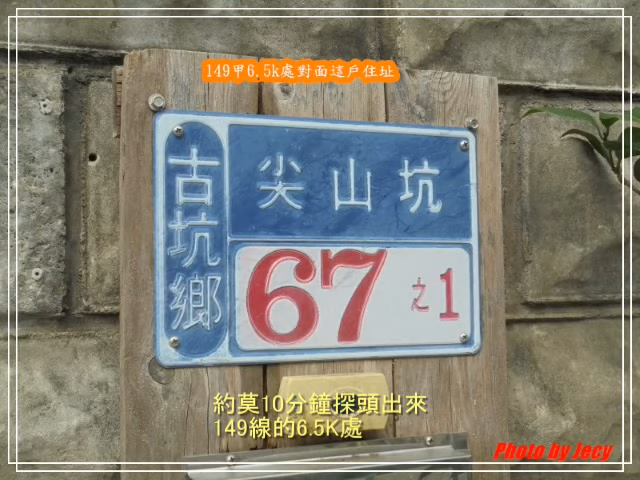 149甲6.5k處對面這戶住址
古坑鄉
尖山坑
67之1
約莫10分鐘探頭出來
149線的6.5K處
Photo by Jecy